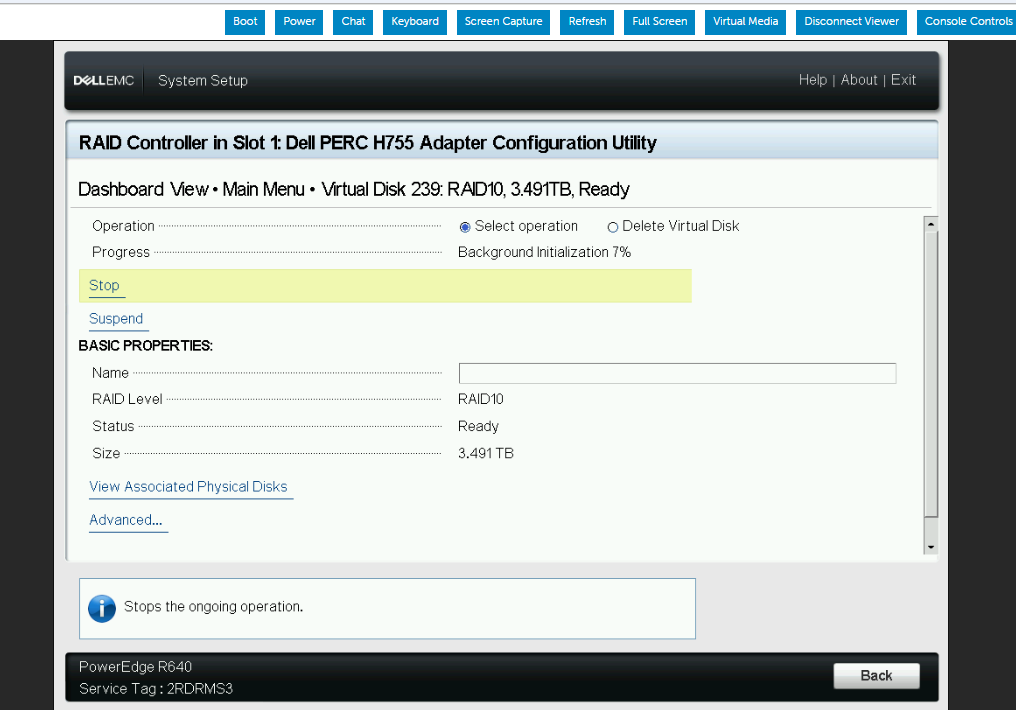 Boot Power Chat Keyboard Screen Capture Refresh Full Screen Virtual Media Disconnect Viewer Console Controls
DELLEMC System Setup Help | About | Exit
RAID Controller in Slot 1: Dell PERC H755 Adapter Configuration Utility
Dashboard View • Main Menu • Virtual Disk 239: RAID10, 3.491TB, Ready
Operation Select operation Delete Virtual Disk
Progress Background Initialization 7%
Stop
Suspend
BASIC PROPERTIES:
Name
RAID Level RAID10
Status Ready
Size 3.491 TB
View Associated Physical Disks
Advanced...
Stops the ongoing operation.
PowerEdge R640
Service Tag : 2RDRMS3
Back